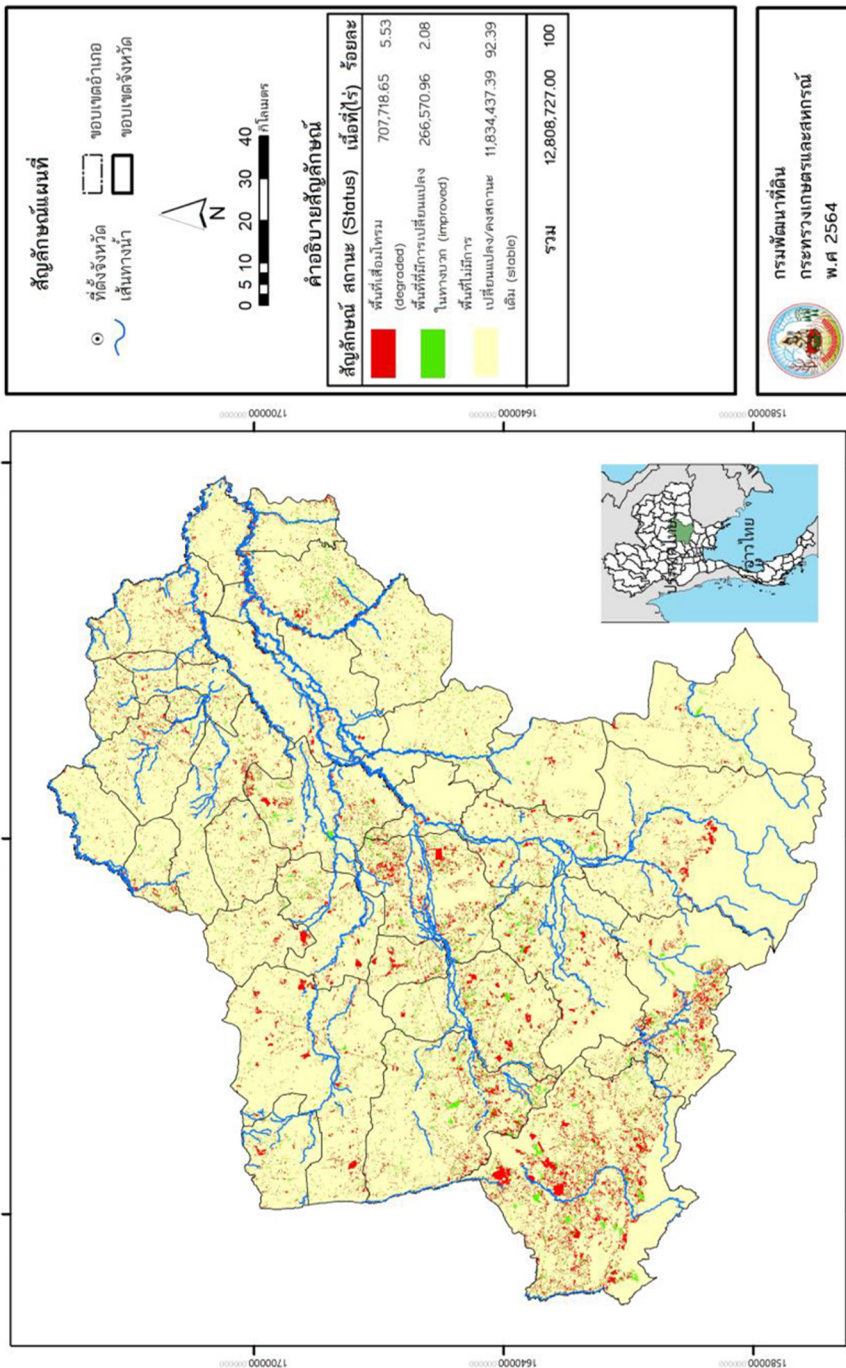 สัญลักษณ์แผนที่
ที่ตั้งจังหวัด
ขอบเขตอำเภอ
เส้นทางน้ำ
ขอบเขตจังหวัด
N
0 5 10 20 30 40
กิโลเมตร
คำอธิบายสัญลักษณ์
สัญลักษณ์ สถานะ (Status) เนื้อที่(ไร่) ร้อยละ
พื้นที่เสื่อมโทรม 707,718.65 5.53
(degraded)
พื้นที่ที่มีการเปลี่ยนแปลง 266,570.96 2.08
ในทางบวก (improved)
พื้นที่ไม่มีการ
เปลี่ยนแปลง/คงสถานะ 11,834,437.39 92.39
เดิม (stable)
รวม 12,808,727.00 100
กรมพัฒนาที่ดิน
กระทรวงเกษตรและสหกรณ์
พ.ศ 2564
1700000
1640000
1580000
ประเทศไทย
อ่าวไทย
1700000
1640000
1580000